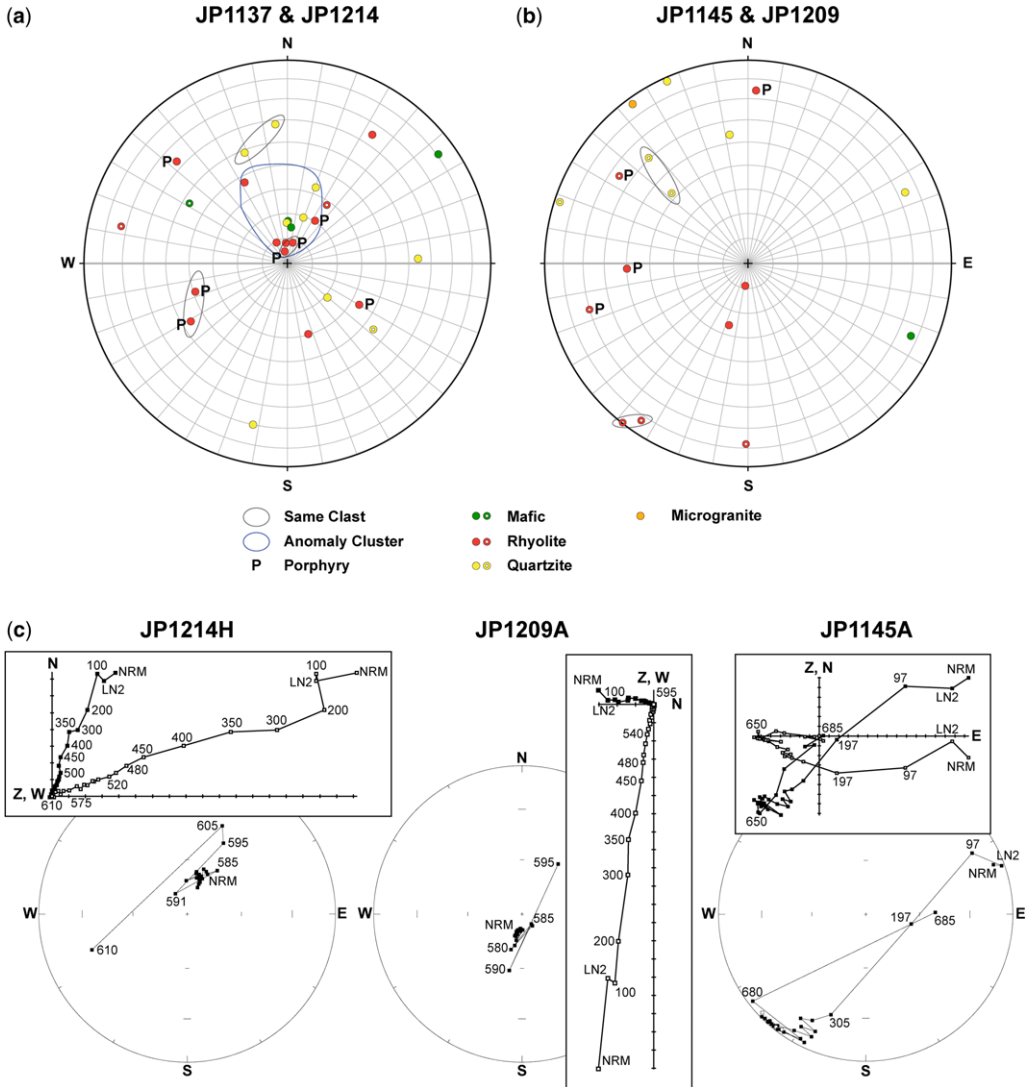 (a) JP1137 & JP1214
N
P
P
P
P
P
P
W
S
(b) JP1145 & JP1209
N
P
P
P
P
E
S
Same Clast
Anomaly Cluster
P Porphyry
Mafic
Rhyolite
Quartzite
Microgranite
(c) JP1214H
N
100
NRM
LN2
200
350
300
400
450
500
100
NRM
LN2
200
300
350
400
450
480
520
575
610
Z, W
605
595
585
NRM
591
610
W
E
S
JP1209A
N
NRM
100
LN2
Z, W
595
N
540
480
450
400
350
300
200
LN2
100
NRM
595
585
NRM
580
590
W
S
JP1145A
Z, N
NRM
97
LN2
650
685
197
E
LN2
NRM
97
197
650
97
LN2
NRM
197
685
680
305
W
E
S